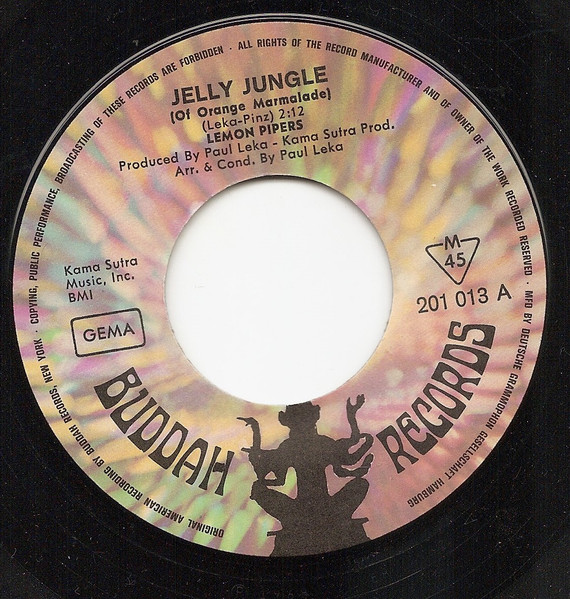 JELLY JUNGLE
(Of Orange Marmalade)
(Leka-Pinz) 2:12
LEMON PIPERS
Produced By Paul Leka - Kama Sutra Prod.
Arr. & Cond. By Paul Leka
Kama Sutra
Music, Inc.
BMI
GEMA
M
45
201 013 A
BUDDAH RECORDS
ORIGINAL AMERICAN RECORDING BY BUDDAH RECORDS, NEW YORK · COPYING, PUBLIC PERFORMANCE, BROADCASTING OF THESE RECORDS ARE FORBIDDEN · ALL RIGHTS OF THE RECORD MANUFACTURER AND OF OWNER OF THE WORK RECORDED RESERVED · MFD BY DEUTSCHE GRAMMOPHON GESELLSCHAFT HAMBURG